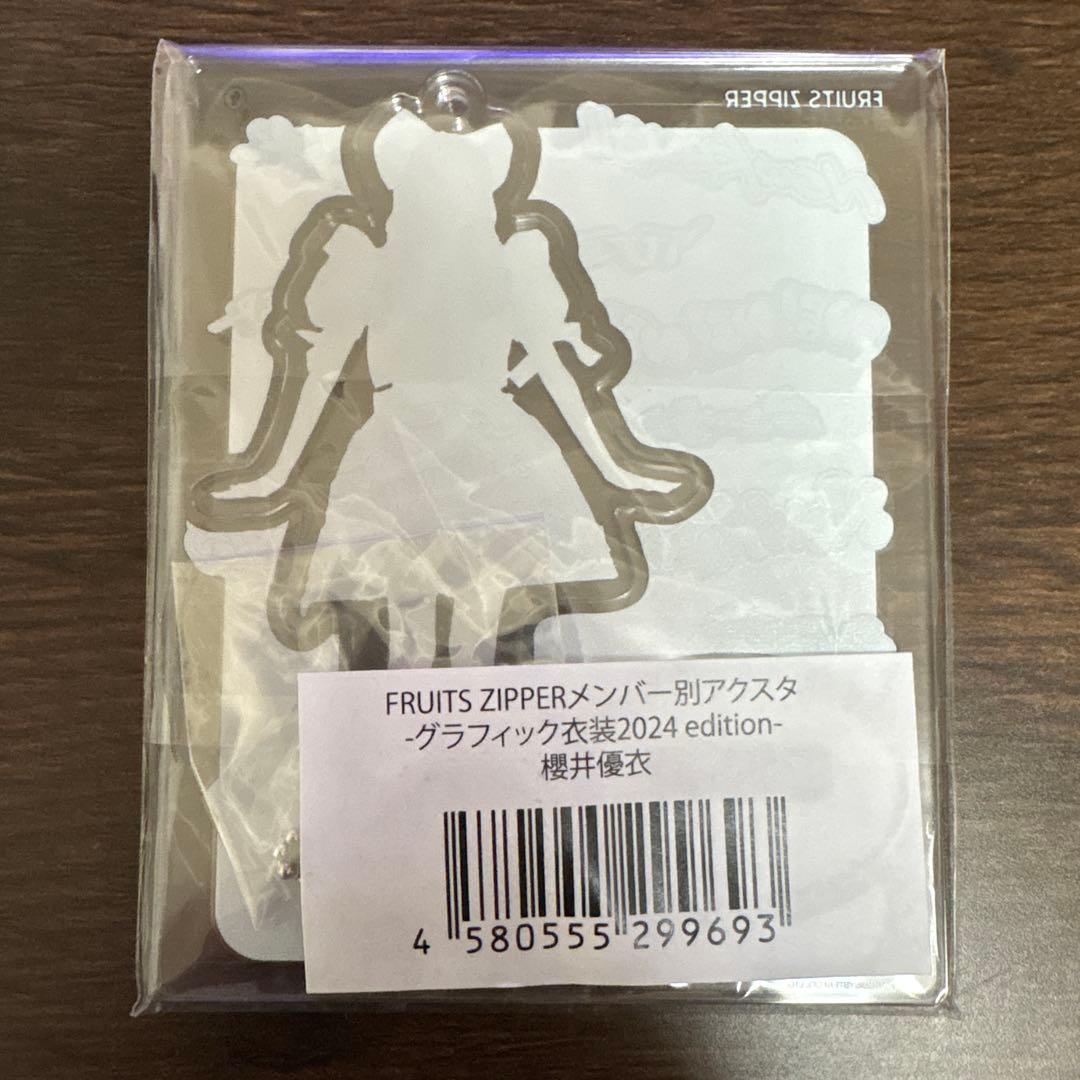 FRUITS ZIPPER
FRUITS ZIPPERメンバー別アクスタ
-グラフィック衣装2024 edition-
櫻井優衣
4 580555 299693